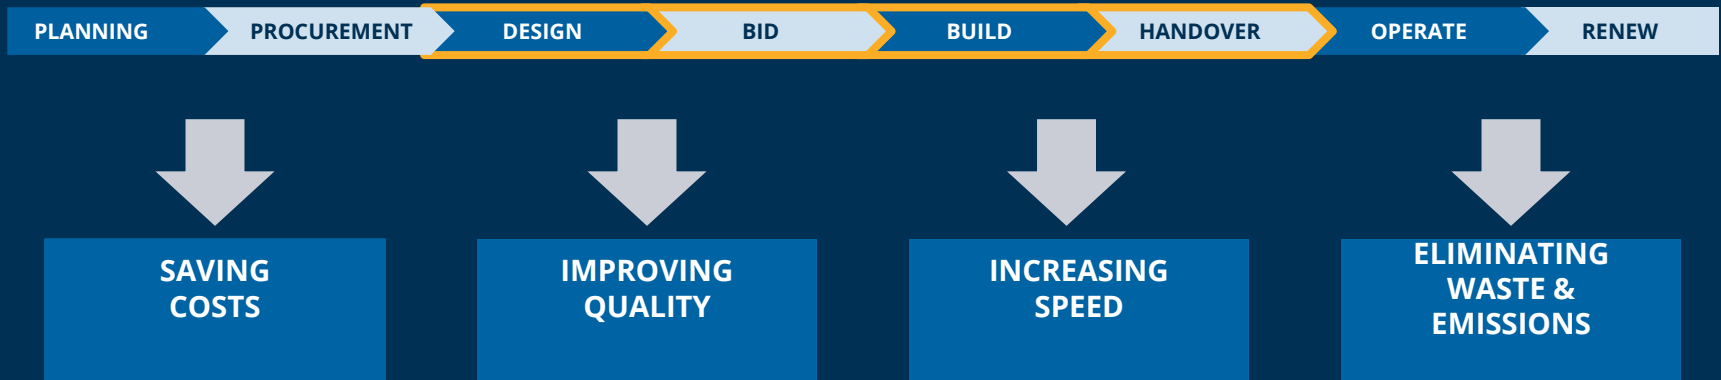 PLANNING PROCUREMENT DESIGN BID BUILD HANDOVER OPERATE RENEW
SAVING
COSTS
IMPROVING
QUALITY
INCREASING
SPEED
ELIMINATING
WASTE &
EMISSIONS